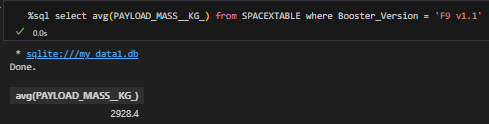 %sql select avg(PAYLOAD_MASS__KG_) from SPACEXTABLE where Booster_Version = 'F9 v1.1'
0.0s
* sqlite:///my_data1.db
Done.
avg(PAYLOAD_MASS__KG_)
2928.4